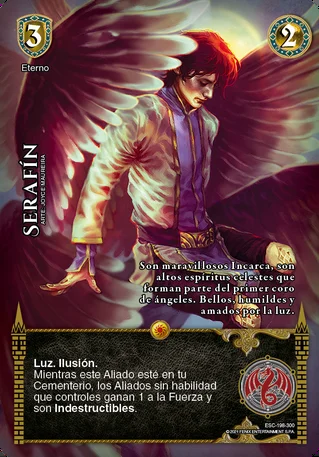 3
2
Eterno
SERAFÍN
ARTE: JOYCE MAUREIRA
Son maravillosos Incarca, son
altos espíritus celestes que
forman parte del primer coro
de ángeles. Bellos, humildes y
amados por la luz.
Luz. Ilusión.
Mientras este Aliado esté en tu
Cementerio, los Aliados sin habilidad
que controles ganan 1 a la Fuerza y
son Indestructibles.
ESC-198-300
©2021 FENIX ENTERTAINMENT S.P.A.